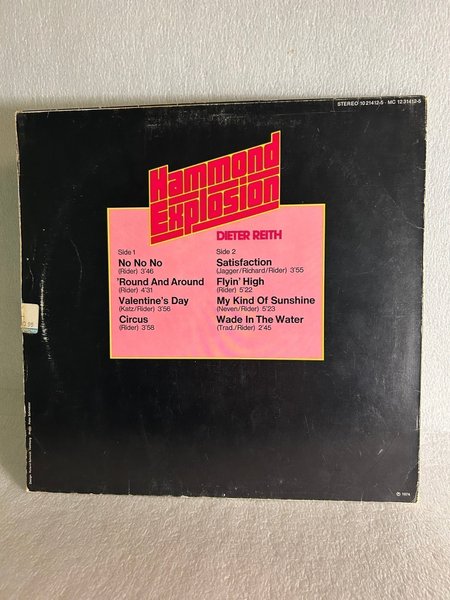 STEREO 10 21412-5 · MC 12 31412-5
Hammond
Explosion
DIETER REITH
Side 1
No No No
(Rider) 3'46
'Round And Around
(Rider) 4'31
Valentine's Day
(Katz/Rider) 3'56
Circus
(Rider) 3'58
Side 2
Satisfaction
(Jagger/Richard/Rider) 3'55
Flyin' High
(Rider) 5'22
My Kind Of Sunshine
(Neven/Rider) 5'23
Wade In The Water
(Trad./Rider) 2'45
℗ 1974